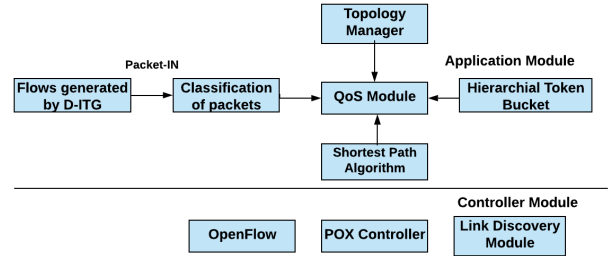 Topology
Manager
Packet-IN
Application Module
Flows generated
by D-ITG
Classification
of packets
QoS Module
Hierarchial Token
Bucket
Shortest Path
Algorithm
Controller Module
OpenFlow
POX Controller
Link Discovery
Module